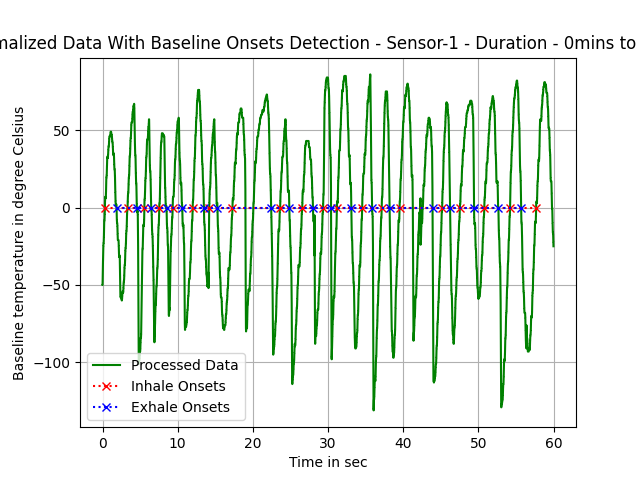 malized Data With Baseline Onsets Detection - Sensor-1 - Duration - 0mins to
Baseline temperature in degree Celsius
50
0
−50
−100
Processed Data
Inhale Onsets
Exhale Onsets
0 10 20 30 40 50 60
Time in sec